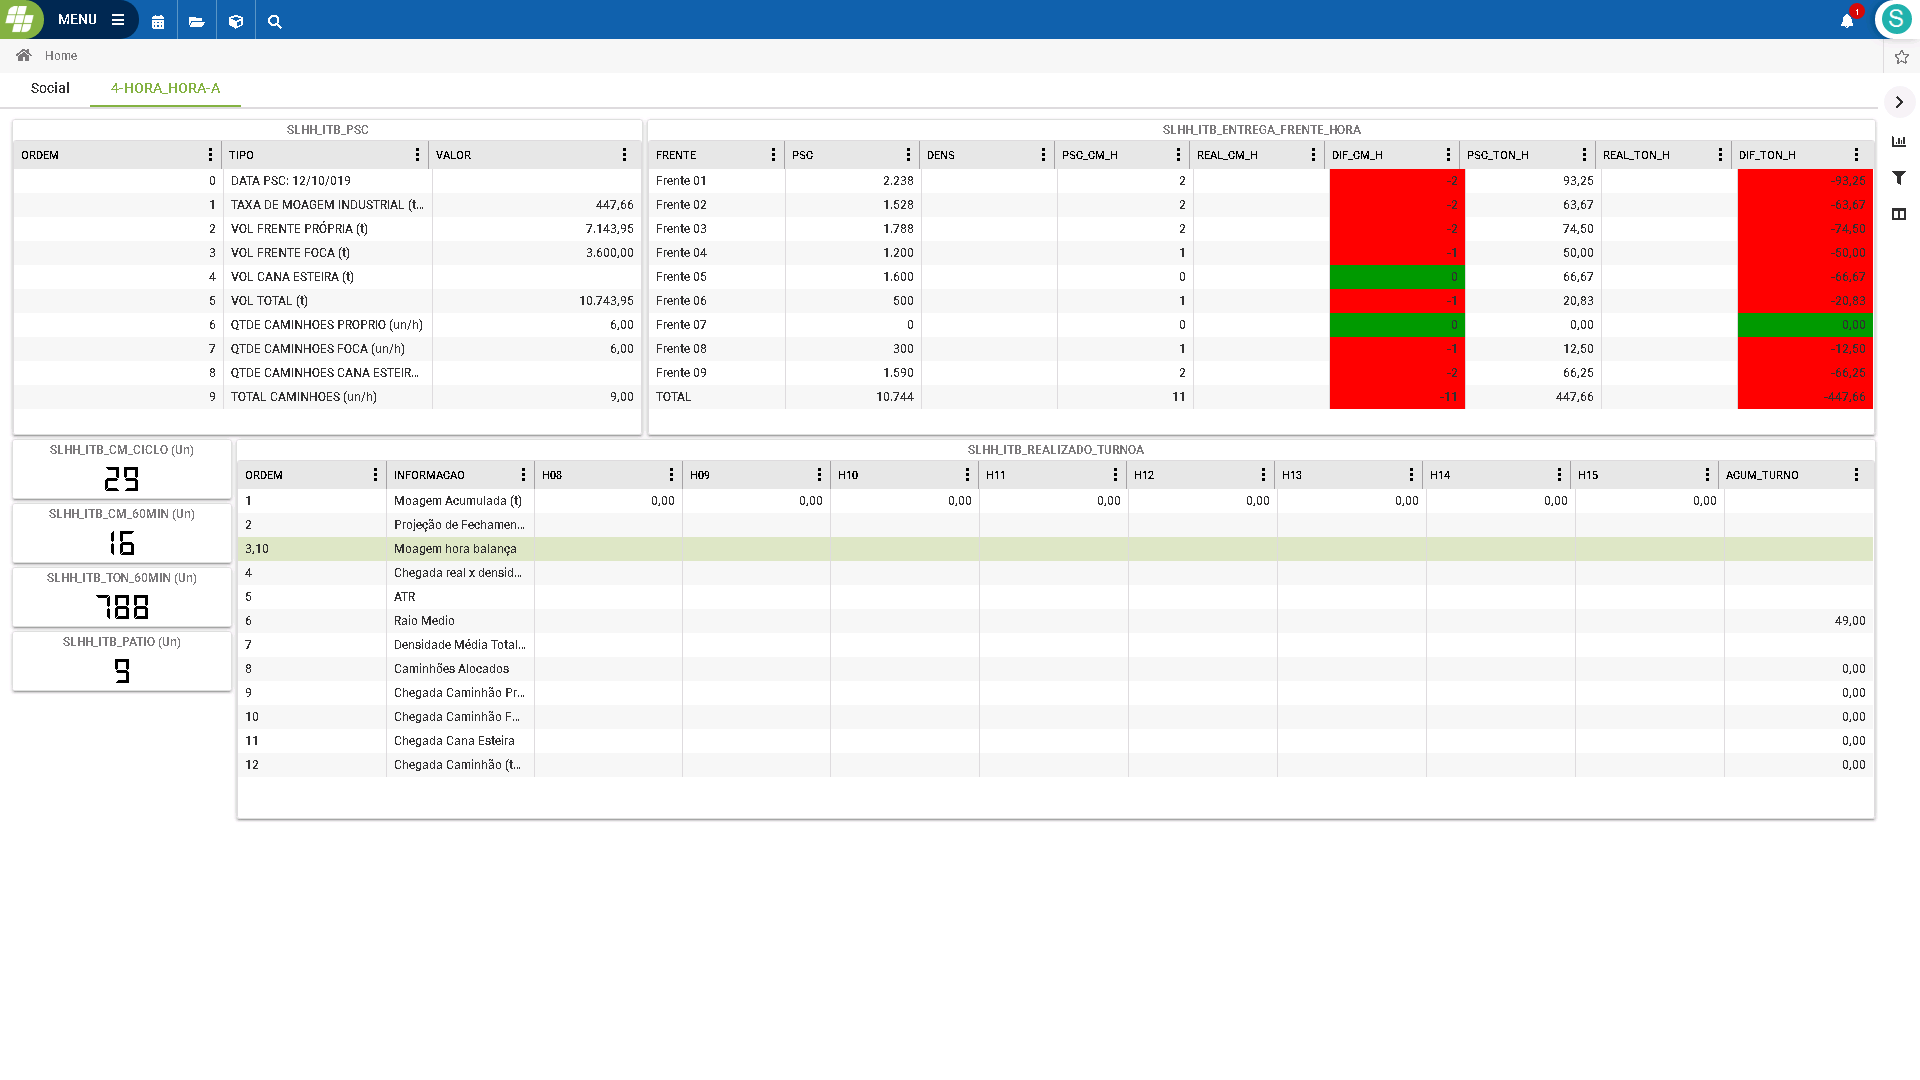 MENU
1
S
Home
Social
4-HORA_HORA-A
SLHH_ITB_PSC
ORDEM TIPO VALOR
0 DATA PSC: 12/10/019
1 TAXA DE MOAGEM INDUSTRIAL (t... 447,66
2 VOL FRENTE PRÓPRIA (t) 7.143,95
3 VOL FRENTE FOCA (t) 3.600,00
4 VOL CANA ESTEIRA (t)
5 VOL TOTAL (t) 10.743,95
6 QTDE CAMINHOES PROPRIO (un/h) 6,00
7 QTDE CAMINHOES FOCA (un/h) 6,00
8 QTDE CAMINHOES CANA ESTEIR...
9 TOTAL CAMINHOES (un/h) 9,00
SLHH_ITB_ENTREGA_FRENTE_HORA
FRENTE PSC DENS PSC_CM_H REAL_CM_H DIF_CM_H PSC_TON_H REAL_TON_H DIF_TON_H
Frente 01 2.238 2 -2 93,25 -93,25
Frente 02 1.528 2 -2 63,67 -63,67
Frente 03 1.788 2 -2 74,50 -74,50
Frente 04 1.200 1 -1 50,00 -50,00
Frente 05 1.600 0 0 66,67 -66,67
Frente 06 500 1 -1 20,83 -20,83
Frente 07 0 0 0 0,00 0,00
Frente 08 300 1 -1 12,50 -12,50
Frente 09 1.590 2 -2 66,25 -66,25
TOTAL 10.744 11 -11 447,66 -447,66
SLHH_ITB_CM_CICLO (Un)
29
SLHH_ITB_CM_60MIN (Un)
16
SLHH_ITB_TON_60MIN (Un)
788
SLHH_ITB_PATIO (Un)
9
SLHH_ITB_REALIZADO_TURNOA
ORDEM INFORMACAO H08 H09 H10 H11 H12 H13 H14 H15 ACUM_TURNO
1 Moagem Acumulada (t) 0,00 0,00 0,00 0,00 0,00 0,00 0,00 0,00
2 Projeção de Fechamen...
3,10 Moagem hora balança
4 Chegada real x densid...
5 ATR
6 Raio Medio 49,00
7 Densidade Média Total...
8 Caminhões Alocados 0,00
9 Chegada Caminhão Pr... 0,00
10 Chegada Caminhão F... 0,00
11 Chegada Cana Esteira 0,00
12 Chegada Caminhão (t... 0,00